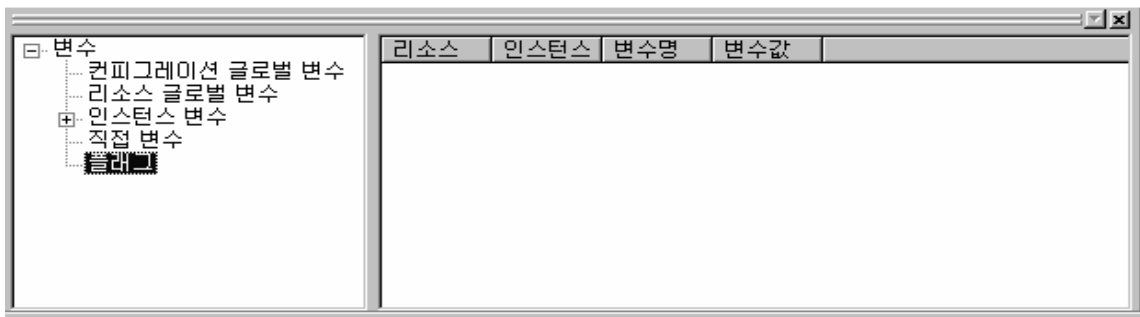 변수
컨피그레이션 글로벌 변수
리소스 글로벌 변수
인스턴스 변수
직접 변수
플래그
리소스 인스턴스 변수명 변수값